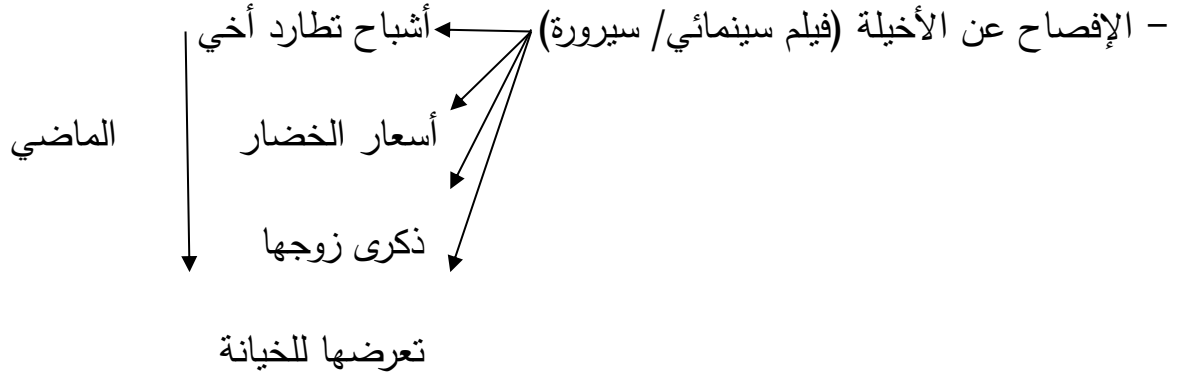 - الإفصاح عن الأخيلة (فيلم سينمائي/ سيرورة) أشباح تطارد أخي
أسعار الخضار الماضي
ذكرى زوجها
تعرضها للخيانة